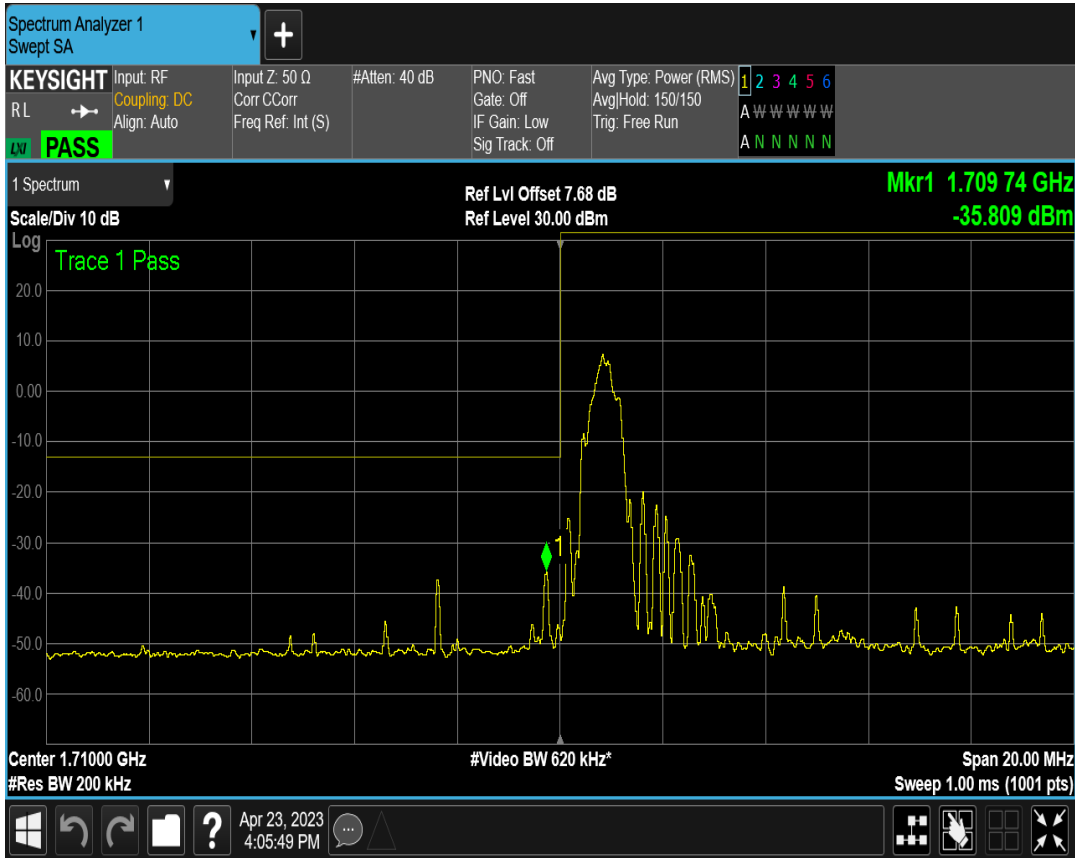 Spectrum Analyzer 1
Swept SA
+
KEYSIGHT Input: RF Input Z: 50 Ω #Atten: 40 dB PNO: Fast Avg Type: Power (RMS) 1 2 3 4 5 6
R L Coupling: DC Corr CCorr Gate: Off Avg|Hold: 150/150 A W W W W W
Align: Auto Freq Ref: Int (S) IF Gain: Low Trig: Free Run
LXI PASS Sig Track: Off A N N N N N
1 Spectrum Ref Lvl Offset 7.68 dB Mkr1 1.709 74 GHz
Scale/Div 10 dB Ref Level 30.00 dBm -35.809 dBm
Log
Trace 1 Pass
20.0
10.0
0.00
-10.0
-20.0
-30.0
1
-40.0
-50.0
-60.0
Center 1.71000 GHz #Video BW 620 kHz* Span 20.00 MHz
#Res BW 200 kHz Sweep 1.00 ms (1001 pts)
? Apr 23, 2023
4:05:49 PM